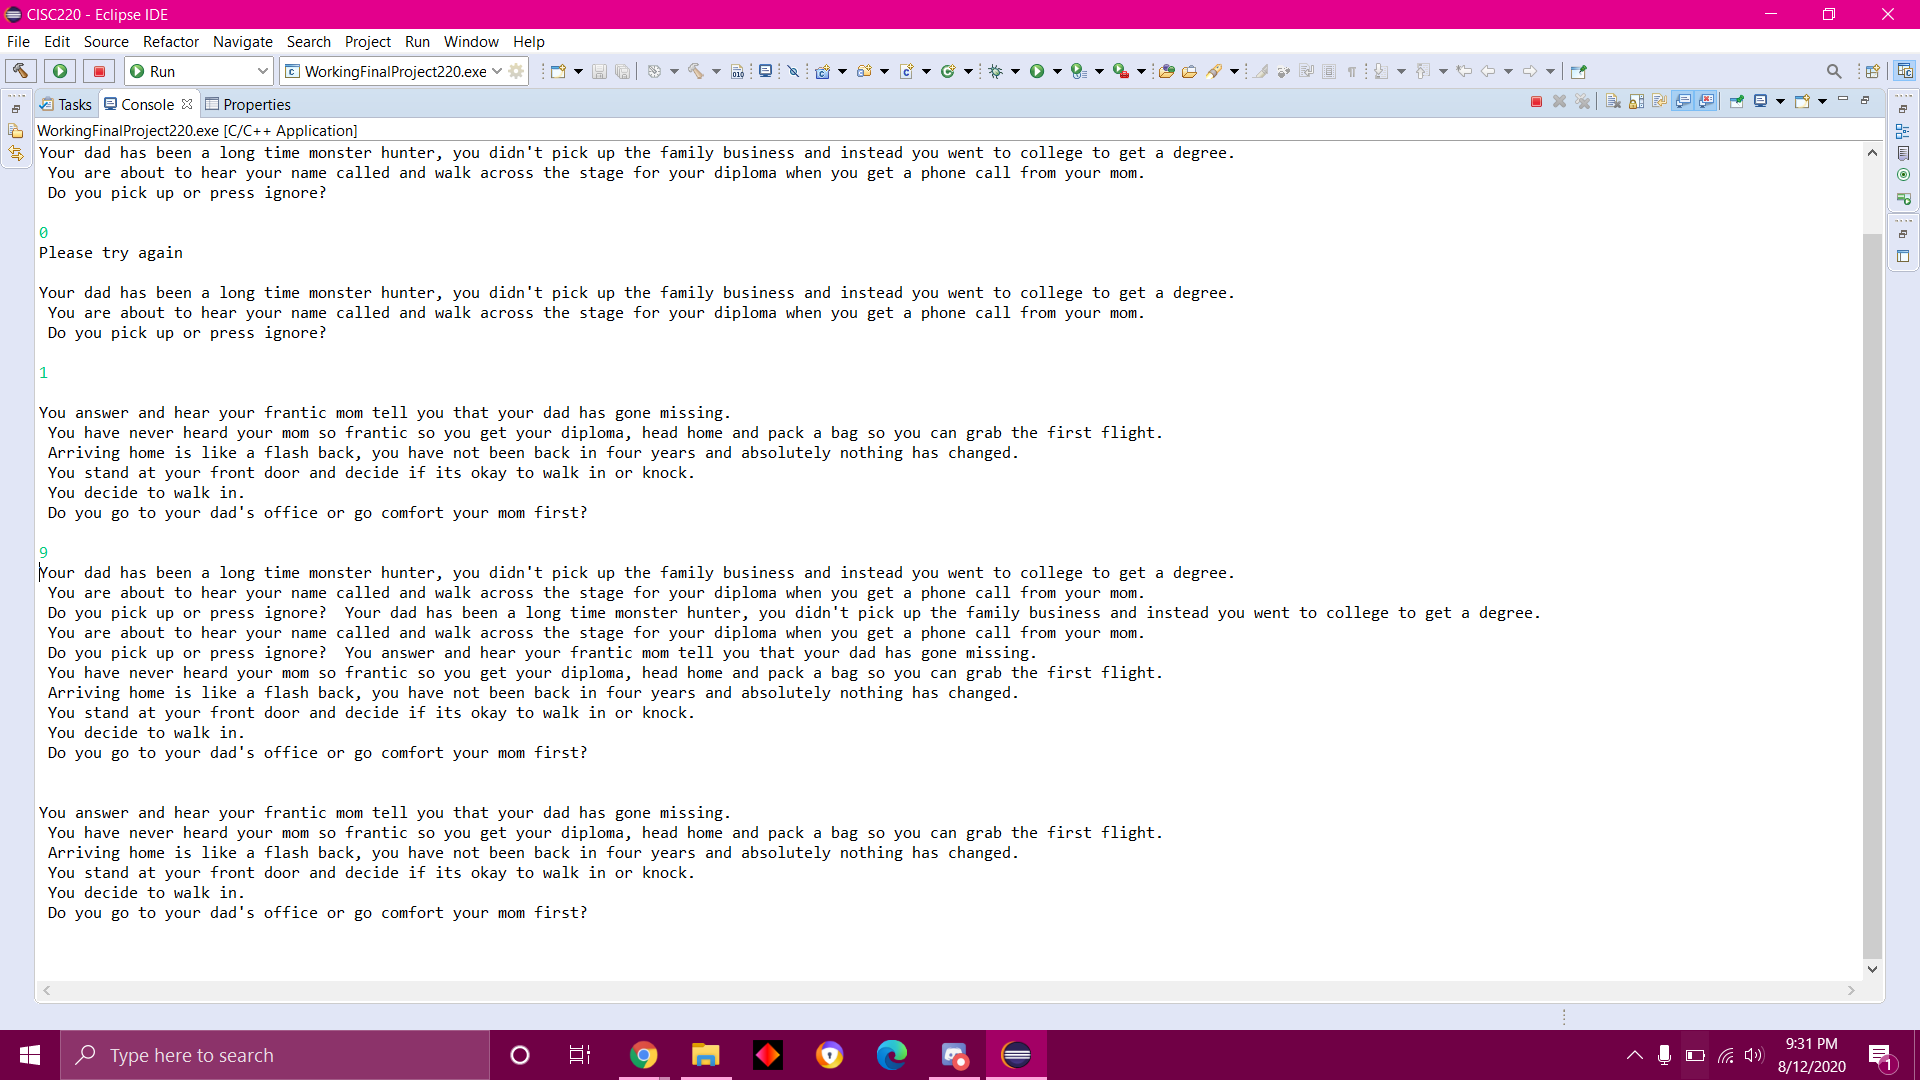 CISC220 - Eclipse IDE
File Edit Source Refactor Navigate Search Project Run Window Help
Run WorkingFinalProject220.exe
Tasks Console Properties
WorkingFinalProject220.exe [C/C++ Application]
Your dad has been a long time monster hunter, you didn't pick up the family business and instead you went to college to get a degree.
You are about to hear your name called and walk across the stage for your diploma when you get a phone call from your mom.
Do you pick up or press ignore?
0
Please try again
Your dad has been a long time monster hunter, you didn't pick up the family business and instead you went to college to get a degree.
You are about to hear your name called and walk across the stage for your diploma when you get a phone call from your mom.
Do you pick up or press ignore?
1
You answer and hear your frantic mom tell you that your dad has gone missing.
You have never heard your mom so frantic so you get your diploma, head home and pack a bag so you can grab the first flight.
Arriving home is like a flash back, you have not been back in four years and absolutely nothing has changed.
You stand at your front door and decide if its okay to walk in or knock.
You decide to walk in.
Do you go to your dad's office or go comfort your mom first?
9
Your dad has been a long time monster hunter, you didn't pick up the family business and instead you went to college to get a degree.
You are about to hear your name called and walk across the stage for your diploma when you get a phone call from your mom.
Do you pick up or press ignore?  Your dad has been a long time monster hunter, you didn't pick up the family business and instead you went to college to get a degree.
You are about to hear your name called and walk across the stage for your diploma when you get a phone call from your mom.
Do you pick up or press ignore?  You answer and hear your frantic mom tell you that your dad has gone missing.
You have never heard your mom so frantic so you get your diploma, head home and pack a bag so you can grab the first flight.
Arriving home is like a flash back, you have not been back in four years and absolutely nothing has changed.
You stand at your front door and decide if its okay to walk in or knock.
You decide to walk in.
Do you go to your dad's office or go comfort your mom first?
You answer and hear your frantic mom tell you that your dad has gone missing.
You have never heard your mom so frantic so you get your diploma, head home and pack a bag so you can grab the first flight.
Arriving home is like a flash back, you have not been back in four years and absolutely nothing has changed.
You stand at your front door and decide if its okay to walk in or knock.
You decide to walk in.
Do you go to your dad's office or go comfort your mom first?
Type here to search
9:31 PM
8/12/2020
1